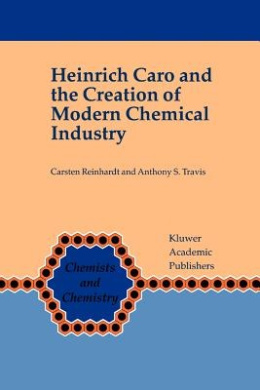 Heinrich Caro and
the Creation of
Modern Chemical
Industry
Carsten Reinhardt and Anthony S. Travis
Kluwer
Academic
Publishers
Chemists
and
Chemistry